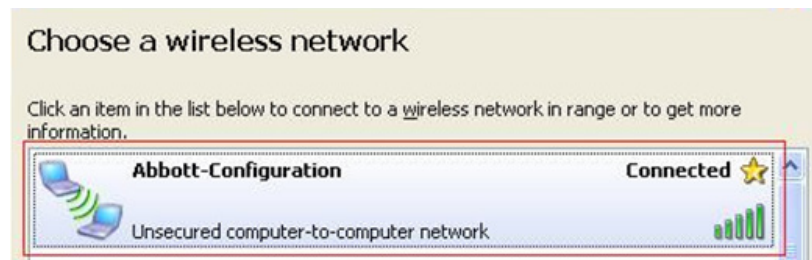 Choose a wireless network
Click an item in the list below to connect to a wireless network in range or to get more
information.
Abbott-Configuration Connected
Unsecured computer-to-computer network